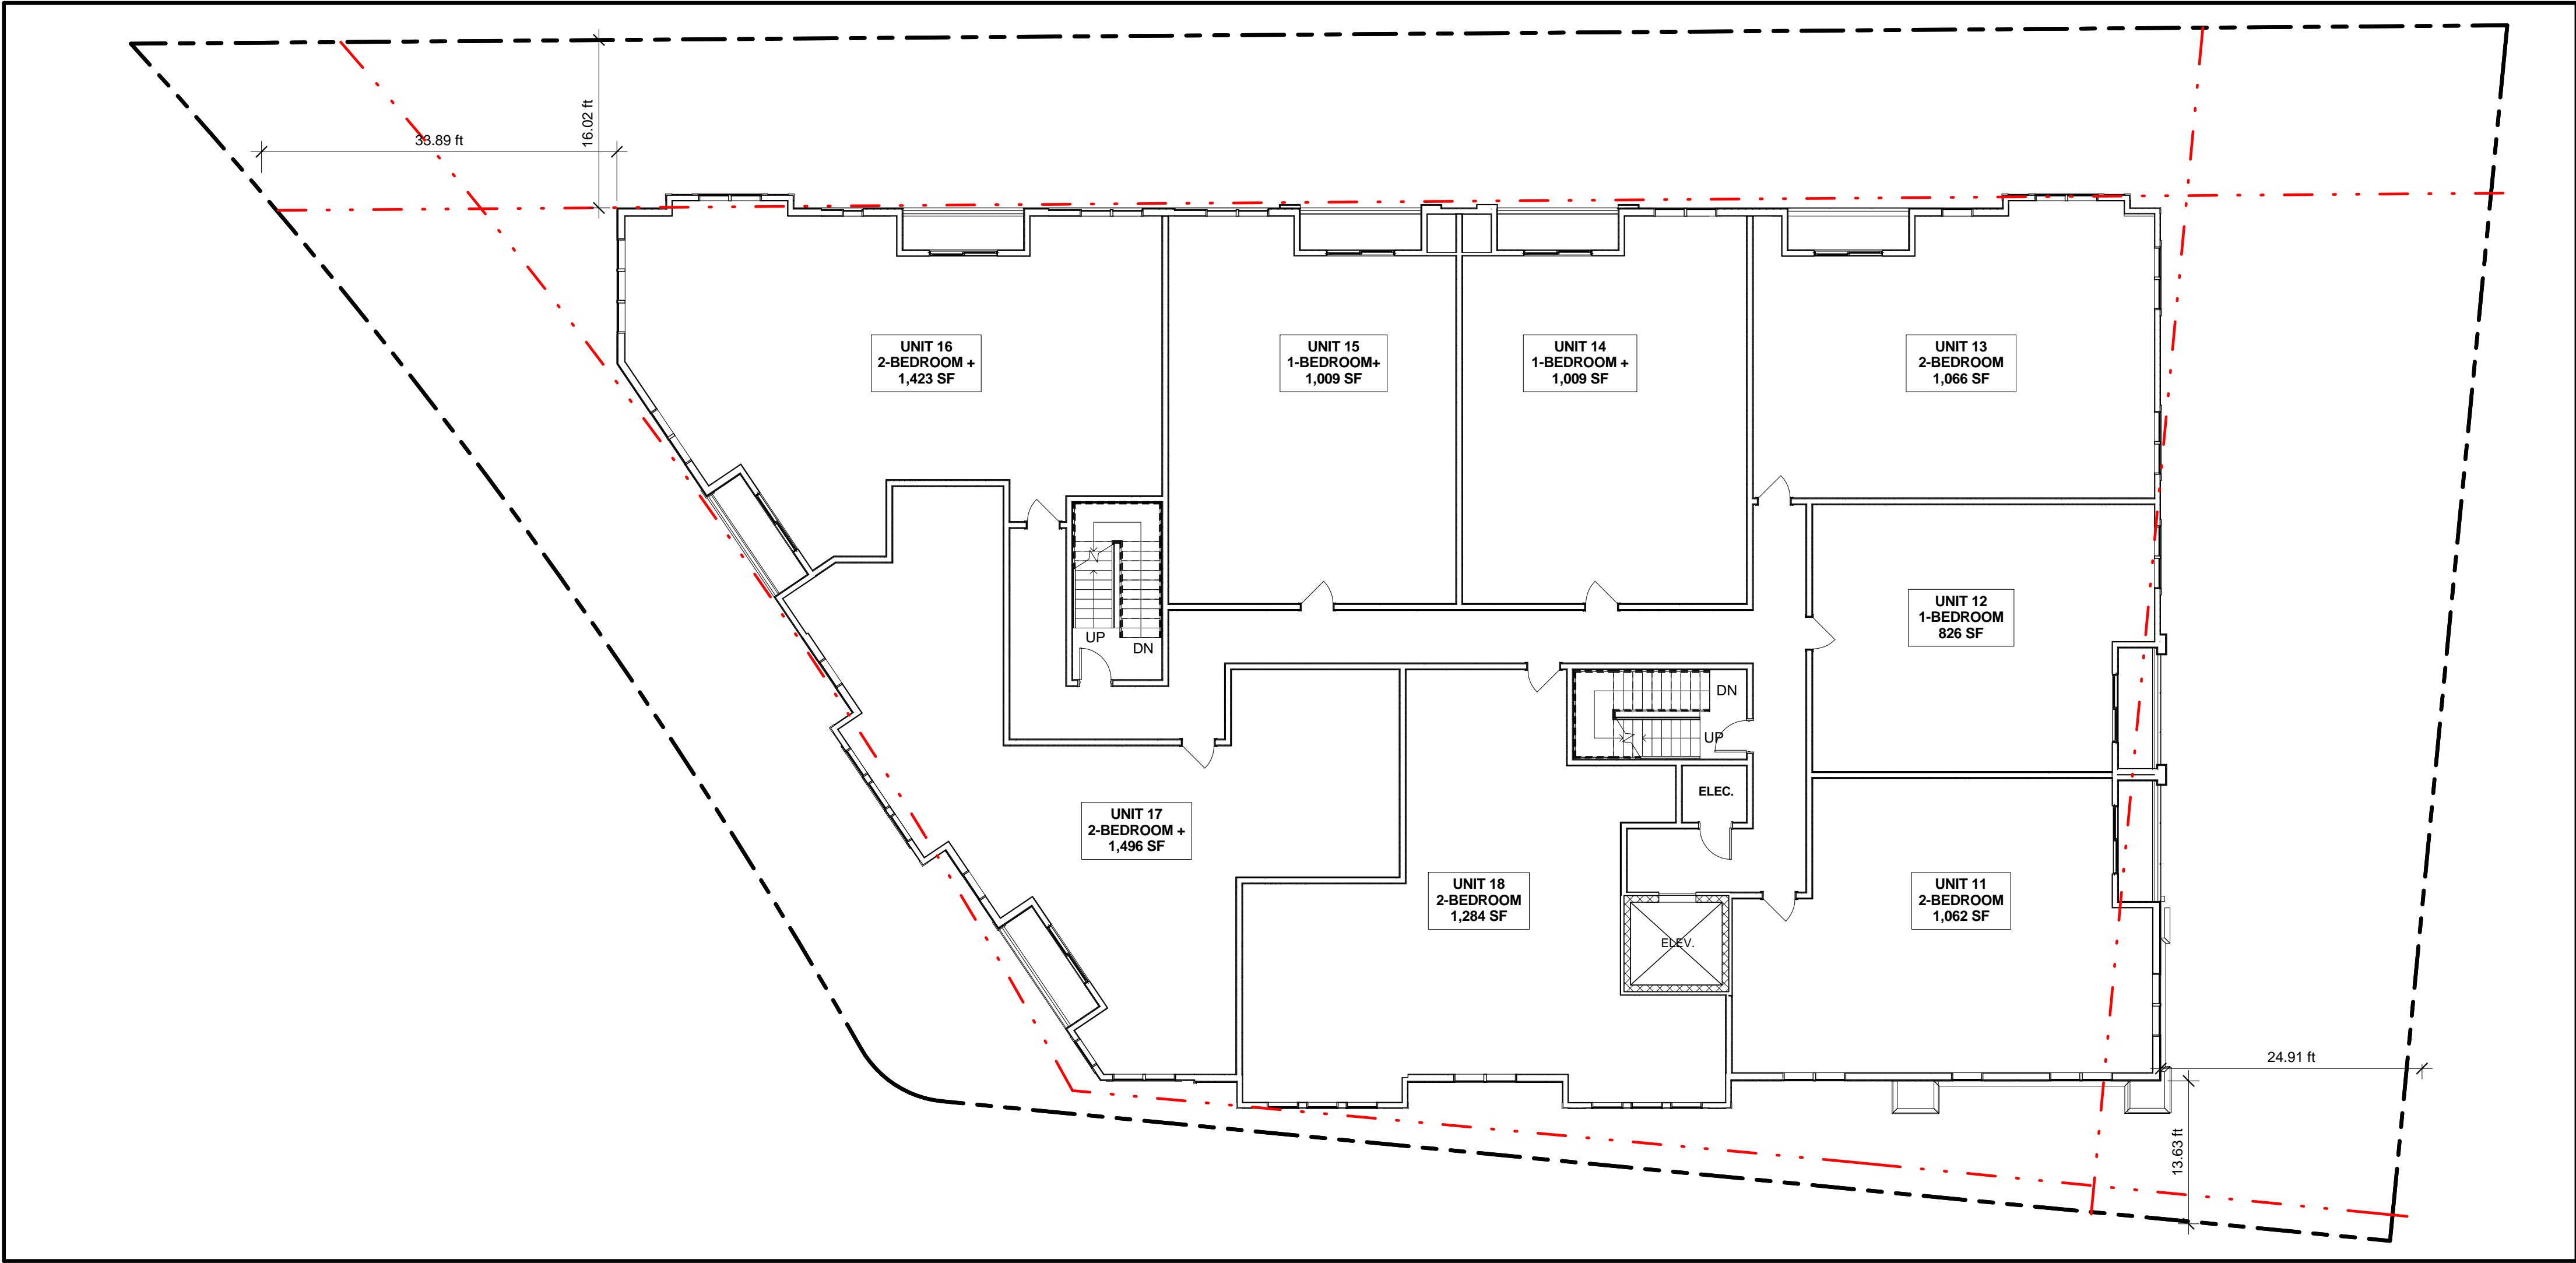 16.02 ft
33.89 ft
UNIT 16
2-BEDROOM +
1,423 SF
UNIT 15
1-BEDROOM+
1,009 SF
UNIT 14
1-BEDROOM +
1,009 SF
UNIT 13
2-BEDROOM
1,066 SF
UNIT 12
1-BEDROOM
826 SF
UP
DN
DN
UP
ELEC.
UNIT 17
2-BEDROOM +
1,496 SF
UNIT 18
2-BEDROOM
1,284 SF
UNIT 11
2-BEDROOM
1,062 SF
ELEV.
24.91 ft
13.63 ft